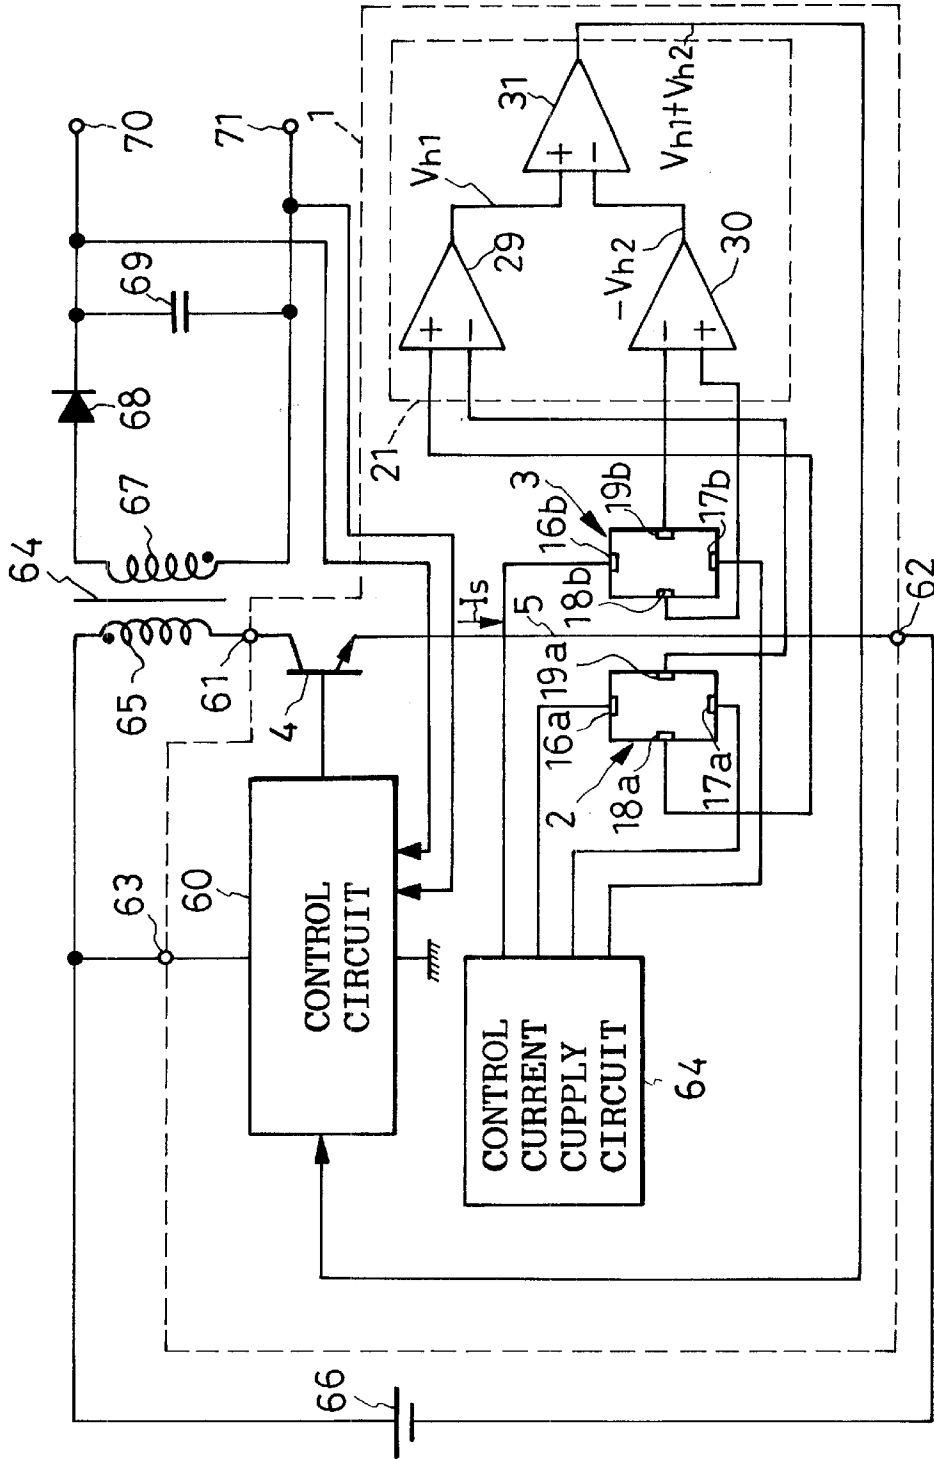 64
65
67
68
69
70
71
61
4
63
60
CONTROL
CIRCUIT
66
1
31
+
−
Vh1
29
+
−
−Vh2
30
−
+
Vh1+Vh2
21
Is
5
3
16b
19b
18b
17b
2
16a
19a
18a
17a
62
CONTROL
CURRENT
CUPPLY
CIRCUIT
64